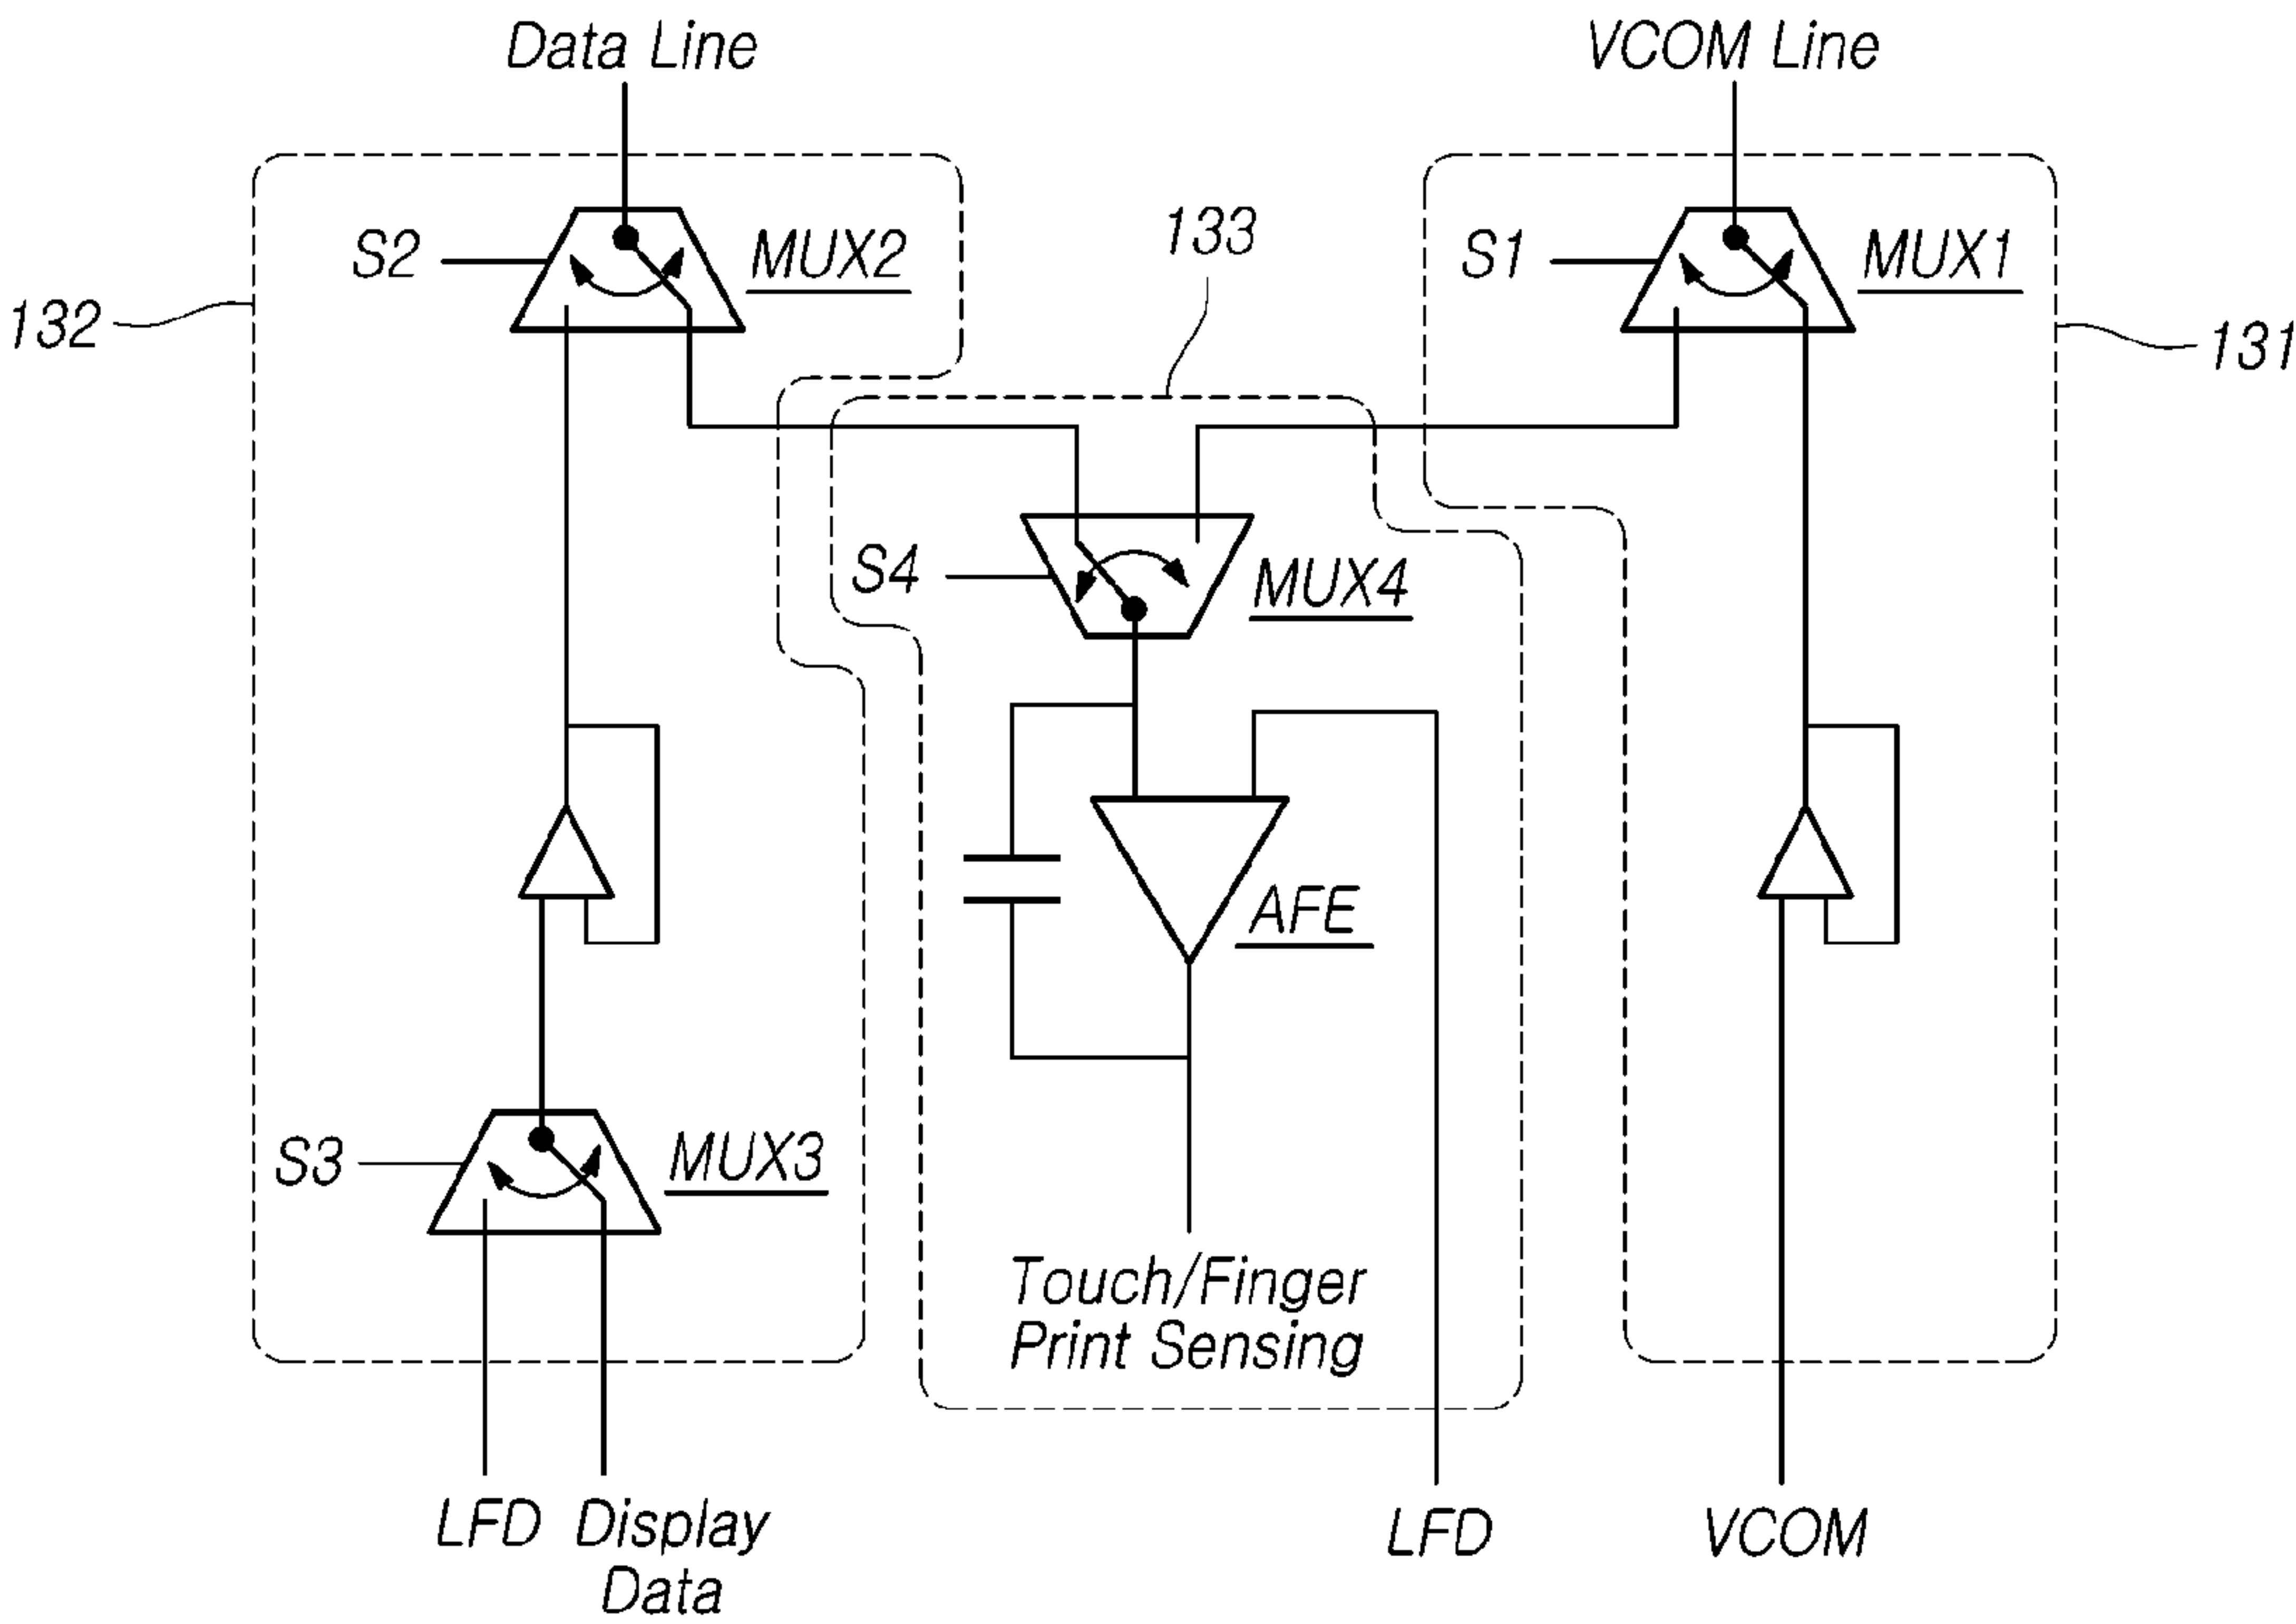 Data Line
VCOM Line
S2
MUX2
133
S1
MUX1
132
131
S4
MUX4
AFE
S3
MUX3
Touch/Finger
Print Sensing
LFD
Display
Data
LFD
VCOM